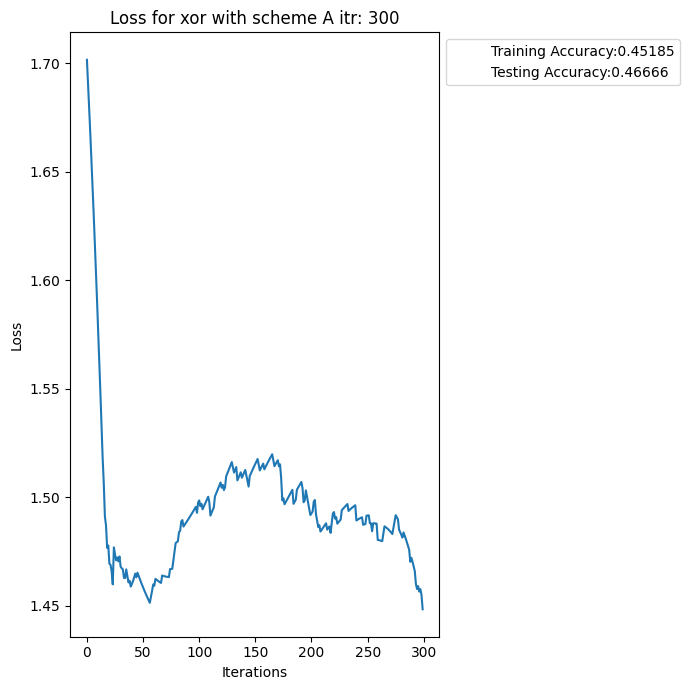 Loss for xor with scheme A itr: 300
Training Accuracy:0.45185
Testing Accuracy:0.46666
1.70
1.65
1.60
1.55
1.50
1.45
Loss
0 50 100 150 200 250 300
Iterations